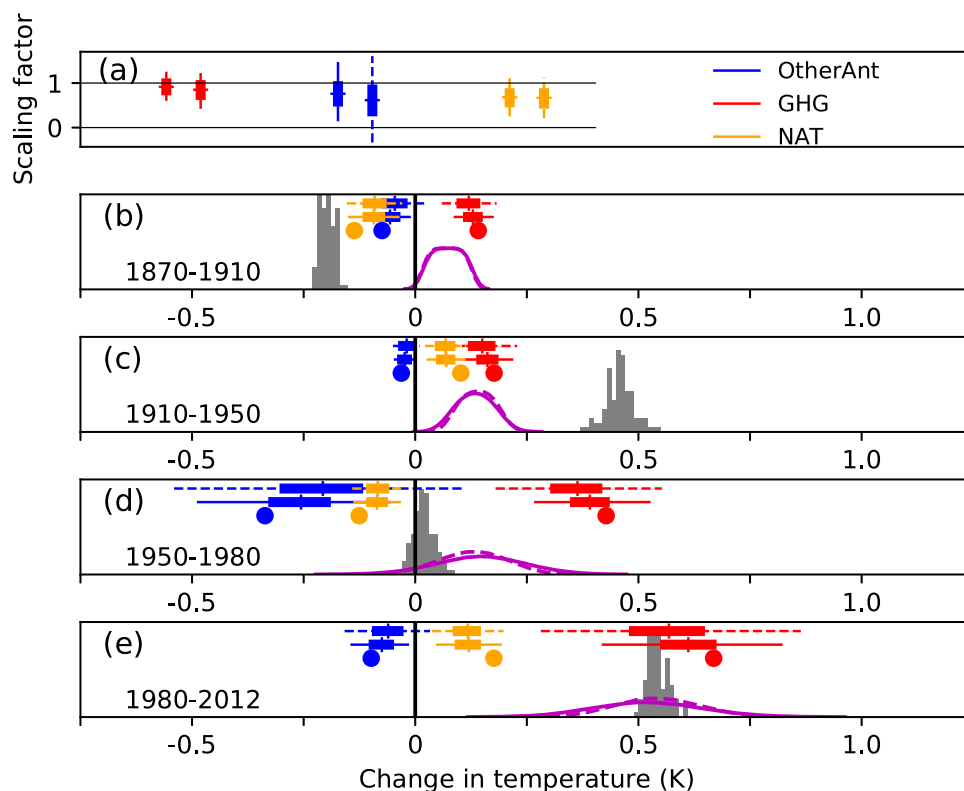 Scaling factor
1
0
(a)
OtherAnt
GHG
NAT
(b)
1870-1910
-0.5 0 0.5 1.0
(c)
1910-1950
-0.5 0 0.5 1.0
(d)
1950-1980
-0.5 0 0.5 1.0
(e)
1980-2012
-0.5 0 0.5 1.0
Change in temperature (K)